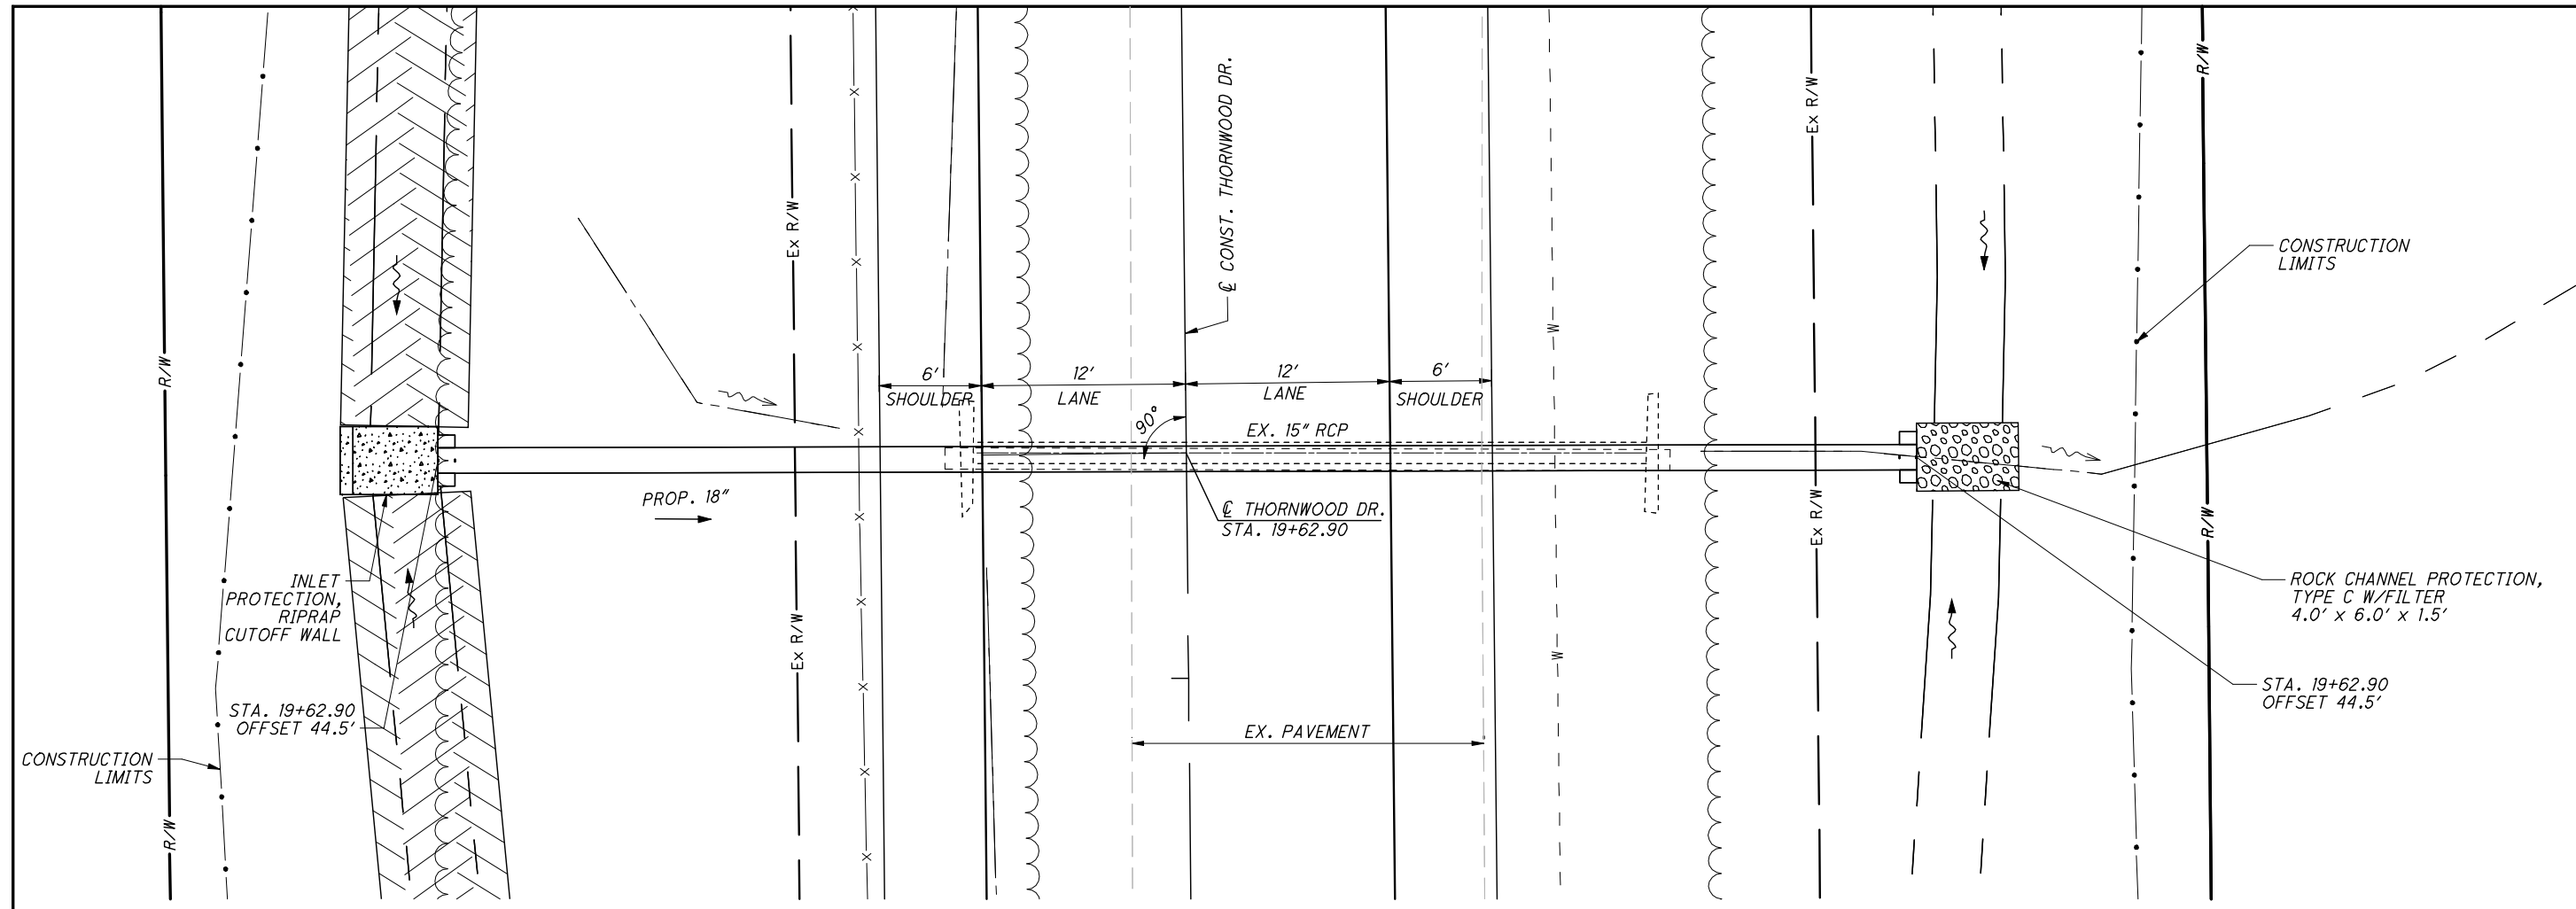 R/W
R/W
Ex R/W
Ex R/W
X
X
X
X
X
X
X
X
X
X
X
℄ CONST. THORNWOOD DR.
6'
SHOULDER
12'
LANE
12'
LANE
6'
SHOULDER
90°
EX. 15" RCP
PROP. 18"
℄ THORNWOOD DR.
STA. 19+62.90
W
W
Ex R/W
Ex R/W
R/W
R/W
CONSTRUCTION
LIMITS
INLET
PROTECTION,
RIPRAP
CUTOFF WALL
STA. 19+62.90
OFFSET 44.5'
CONSTRUCTION
LIMITS
EX. PAVEMENT
ROCK CHANNEL PROTECTION,
TYPE C W/FILTER
4.0' x 6.0' x 1.5'
STA. 19+62.90
OFFSET 44.5'